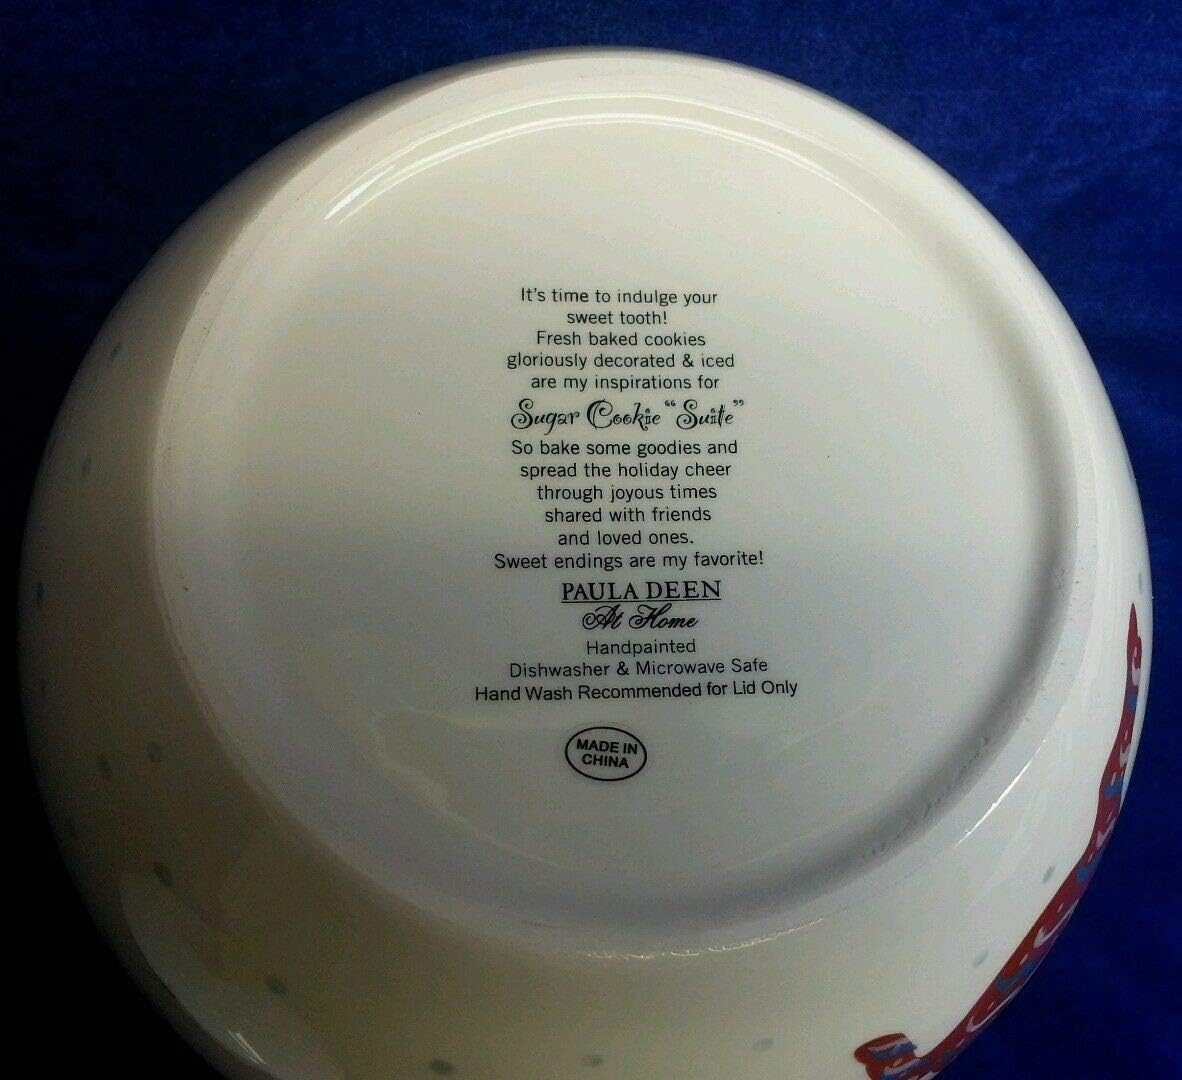 It's time to indulge your
sweet tooth!
Fresh baked cookies
gloriously decorated & iced
are my inspirations for
Sugar Cookie “Suite”
So bake some goodies and
spread the holiday cheer
through joyous times
shared with friends
and loved ones.
Sweet endings are my favorite!
PAULA DEEN
At Home
Handpainted
Dishwasher & Microwave Safe
Hand Wash Recommended for Lid Only
MADE IN
CHINA